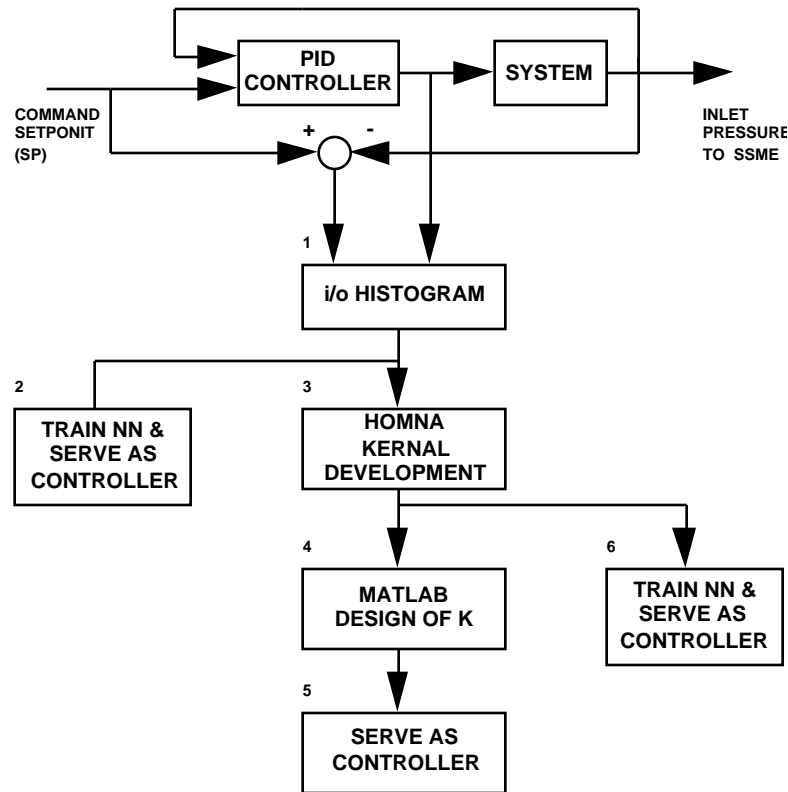 PID
CONTROLLER
SYSTEM
COMMAND
SETPONIT
(SP)
+
-
INLET
PRESSURE
TO SSME
1
i/o HISTOGRAM
2
TRAIN NN &
SERVE AS
CONTROLLER
3
HOMNA
KERNAL
DEVELOPMENT
4
MATLAB
DESIGN OF K
6
TRAIN NN &
SERVE AS
CONTROLLER
5
SERVE AS
CONTROLLER